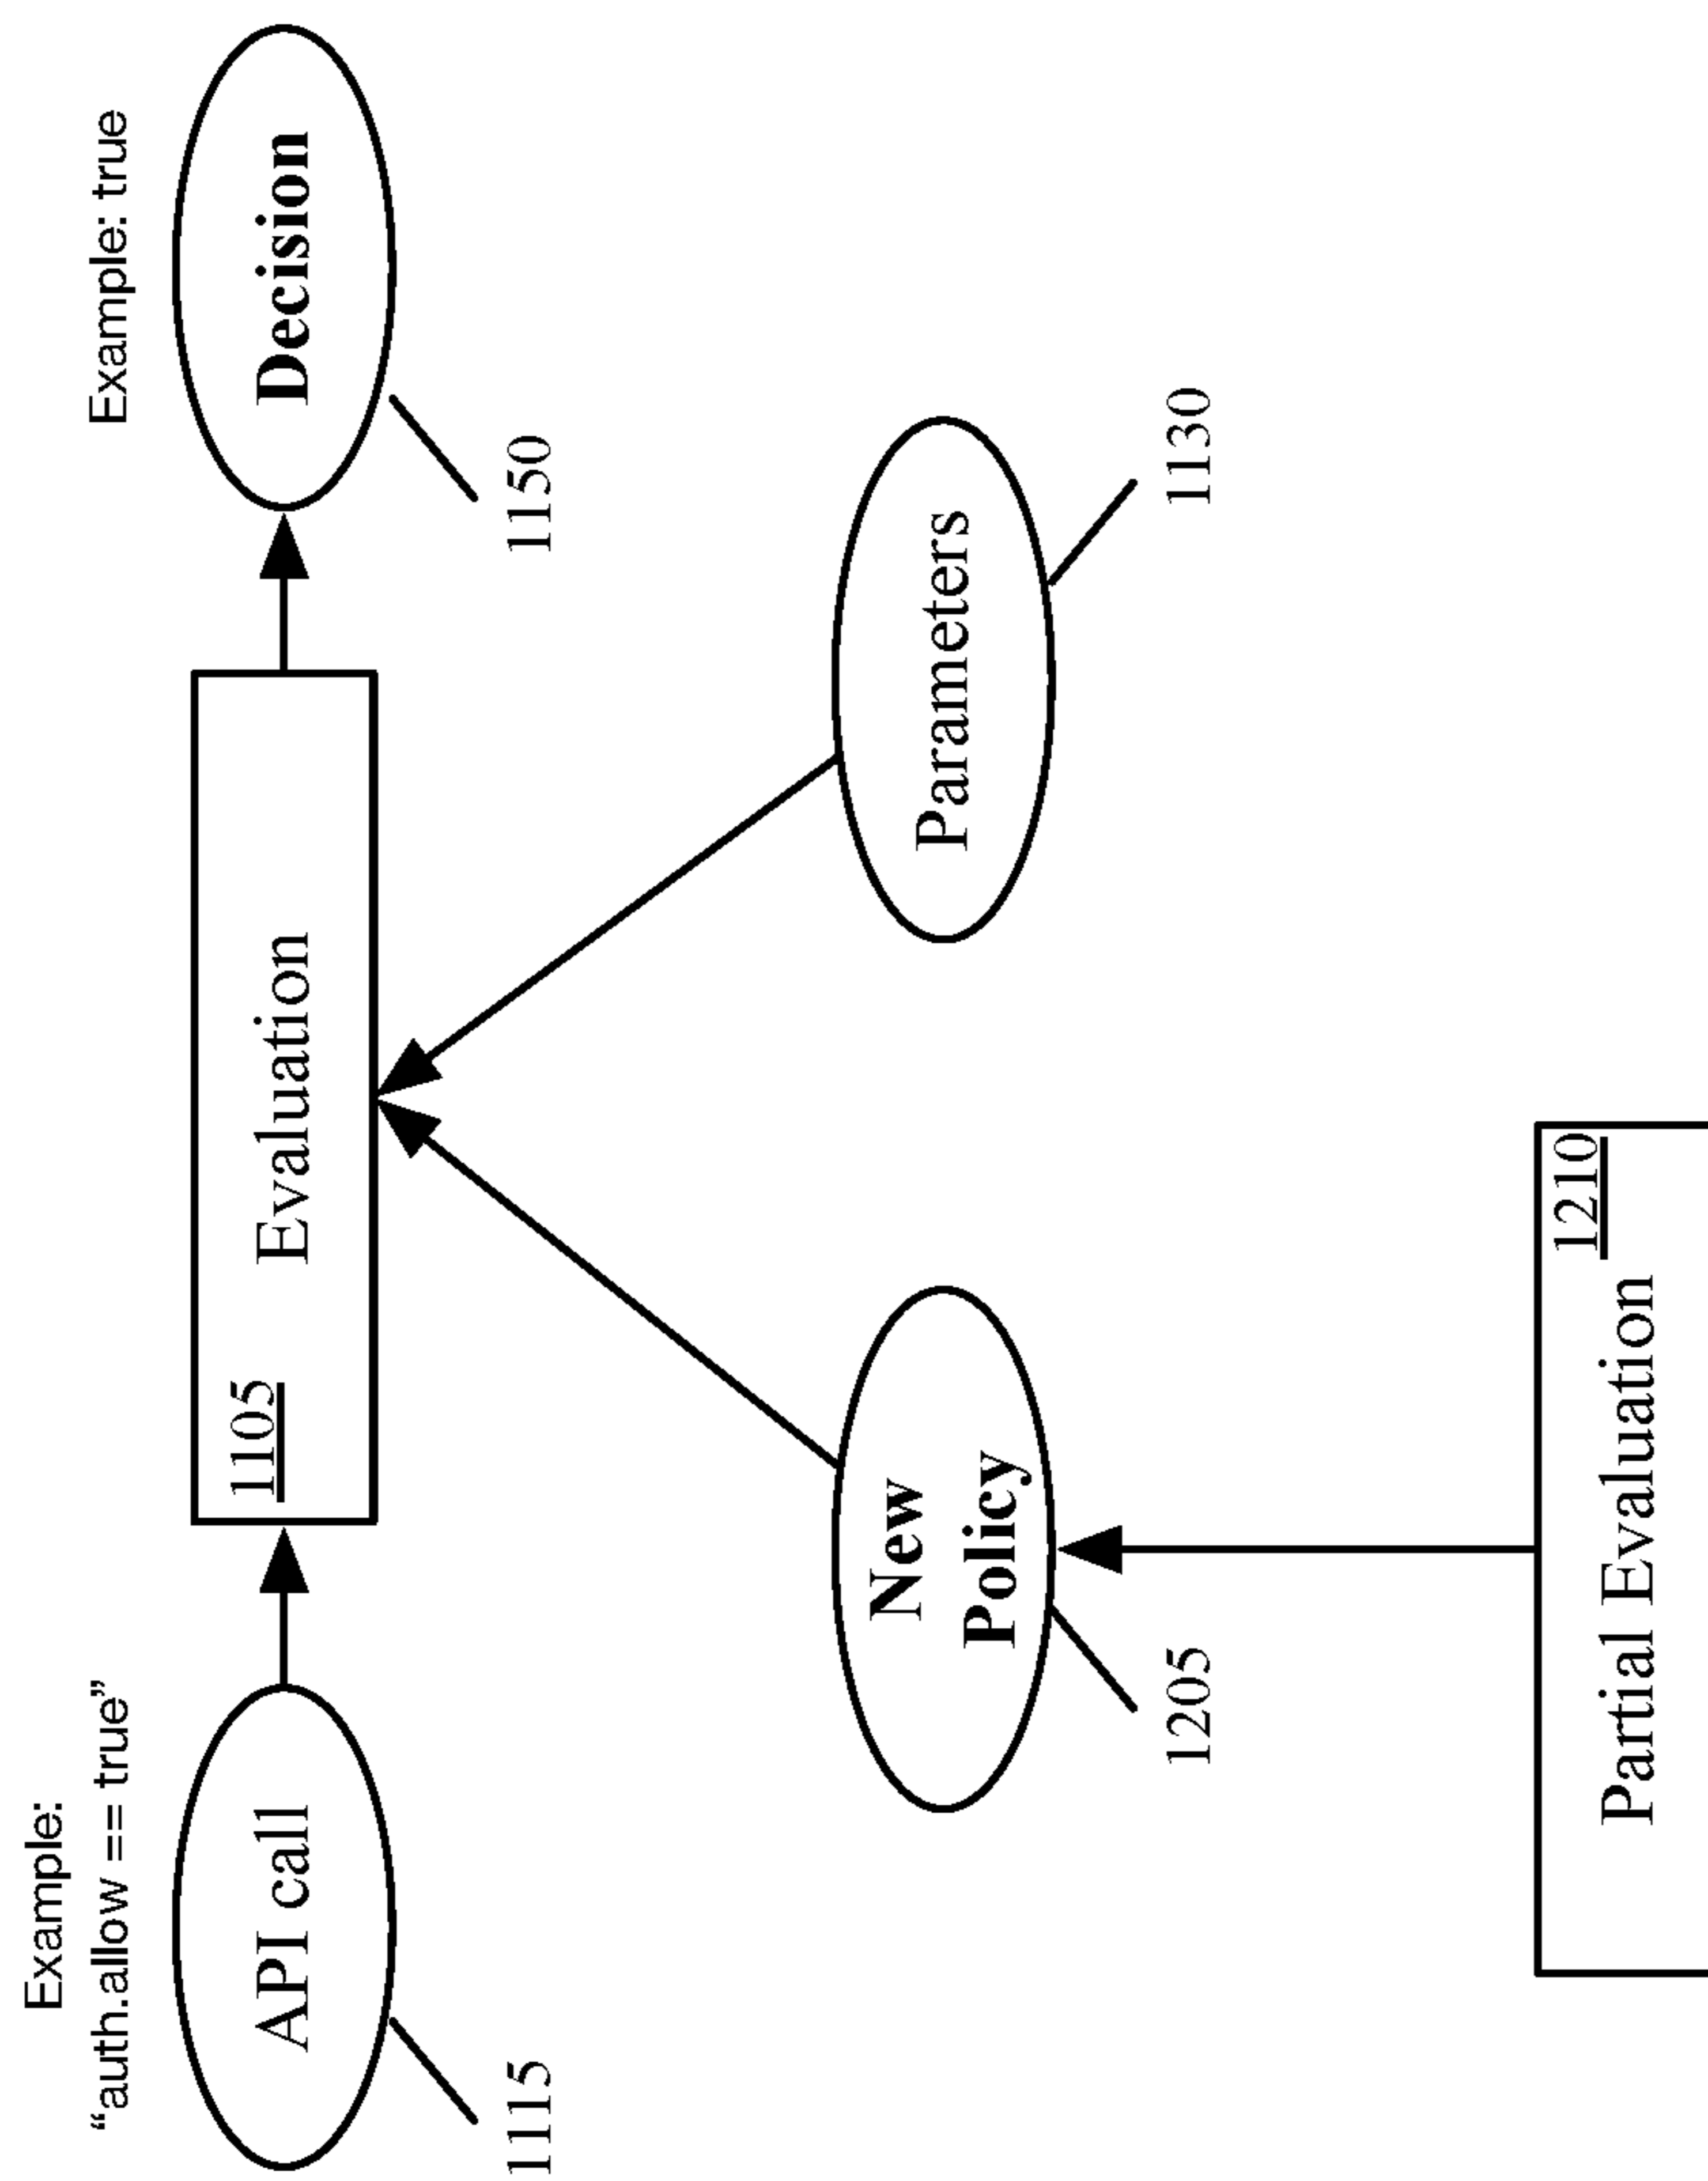 Example:
“auth.allow == true”
Example: true
API call
1105
Evaluation
Decision
1115
1150
New
Policy
Parameters
1205
1130
1210
Partial Evaluation